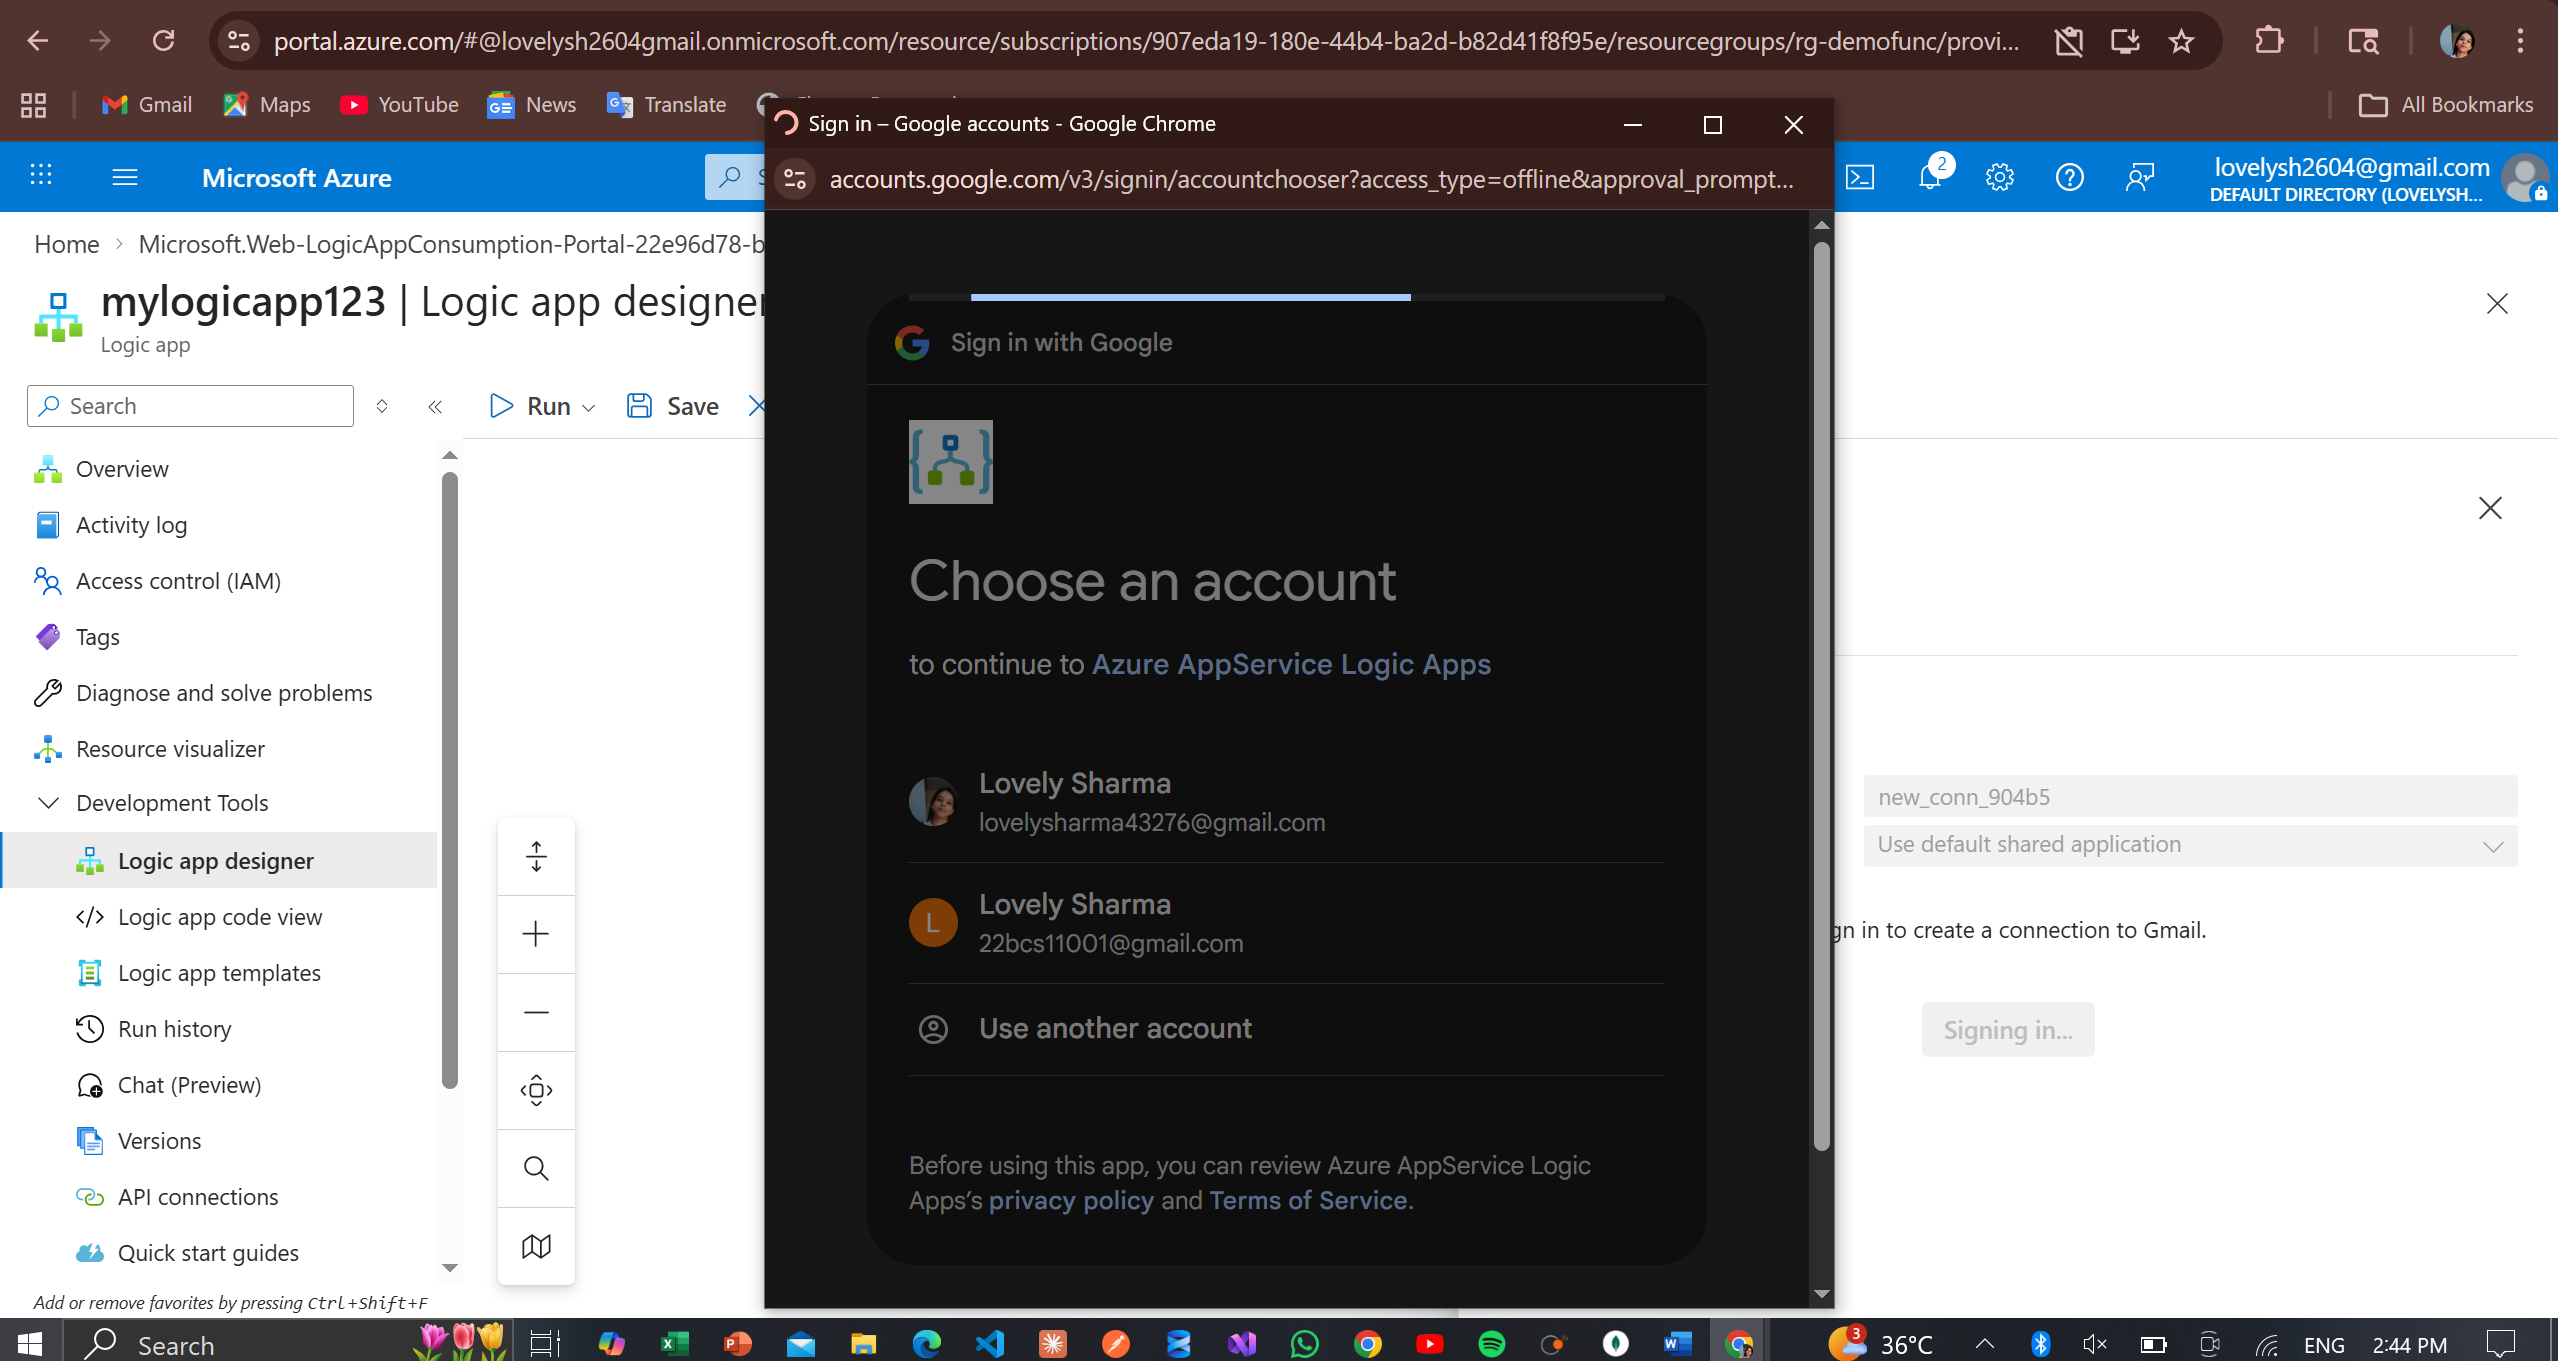 portal.azure.com/#@lovelysh2604gmail.onmicrosoft.com/resource/subscriptions/907eda19-180e-44b4-ba2d-b82d41f8f95e/resourcegroups/rg-demofunc/provi...
Gmail
Maps
YouTube
News
Translate
All Bookmarks
Sign in – Google accounts - Google Chrome
accounts.google.com/v3/signin/accountchooser?access_type=offline&approval_prompt...
Microsoft Azure
2
lovelysh2604@gmail.com
DEFAULT DIRECTORY (LOVELYSH...
Home > Microsoft.Web-LogicAppConsumption-Portal-22e96d78-b
mylogicapp123 | Logic app designer
Logic app
Search
Run
Save
Overview
Activity log
Access control (IAM)
Tags
Diagnose and solve problems
Resource visualizer
Development Tools
Logic app designer
Logic app code view
Logic app templates
Run history
Chat (Preview)
Versions
API connections
Quick start guides
Add or remove favorites by pressing Ctrl+Shift+F
Sign in with Google
Choose an account
to continue to Azure AppService Logic Apps
Lovely Sharma
lovelysharma43276@gmail.com
L
Lovely Sharma
22bcs11001@gmail.com
Use another account
Before using this app, you can review Azure AppService Logic
Apps's privacy policy and Terms of Service.
new_conn_904b5
Use default shared application
gn in to create a connection to Gmail.
Signing in...
Search
3
36°C
ENG
2:44 PM